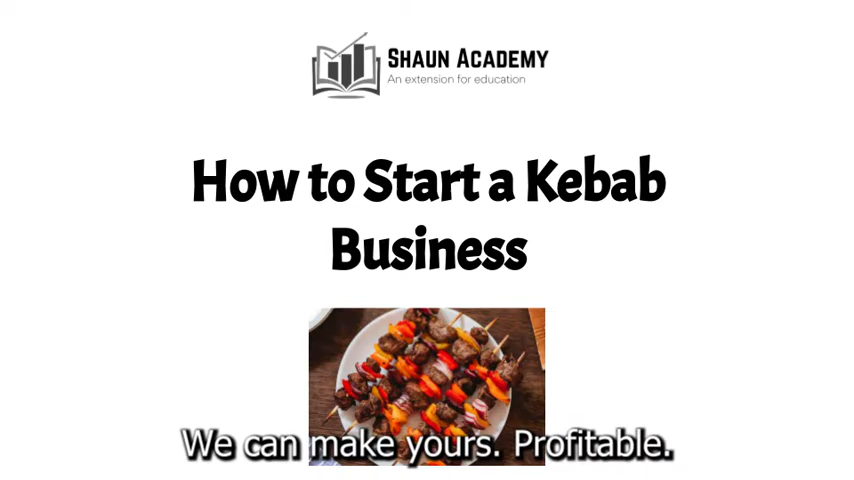 SHAUN ACADEMY
An extension for education
How to Start a Kebab
Business
We can make yours. Profitable.